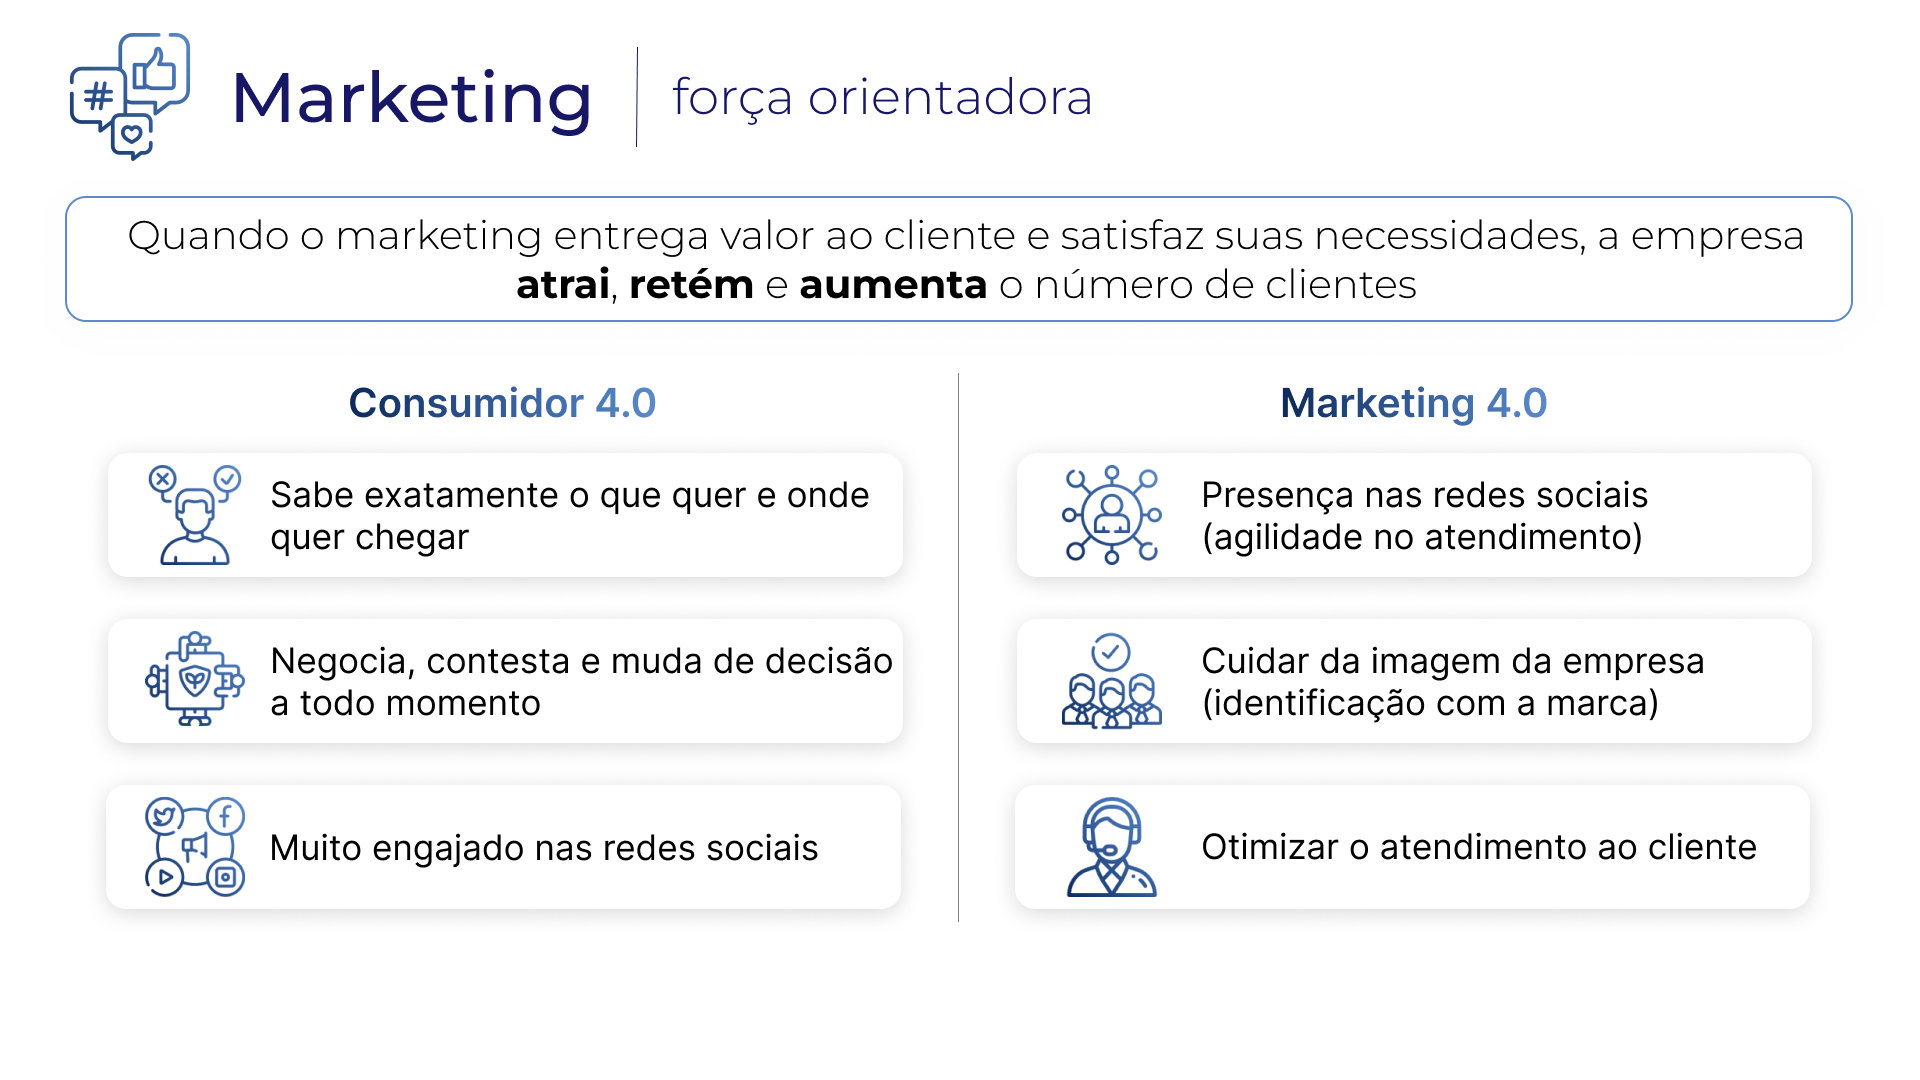 Marketing
força orientadora
Quando o marketing entrega valor ao cliente e satisfaz suas necessidades, a empresa
atrai, retém e aumenta o número de clientes
Consumidor 4.0
Sabe exatamente o que quer e onde
quer chegar
Negocia, contesta e muda de decisão
a todo momento
Muito engajado nas redes sociais
Marketing 4.0
Presença nas redes sociais
(agilidade no atendimento)
Cuidar da imagem da empresa
(identificação com a marca)
Otimizar o atendimento ao cliente